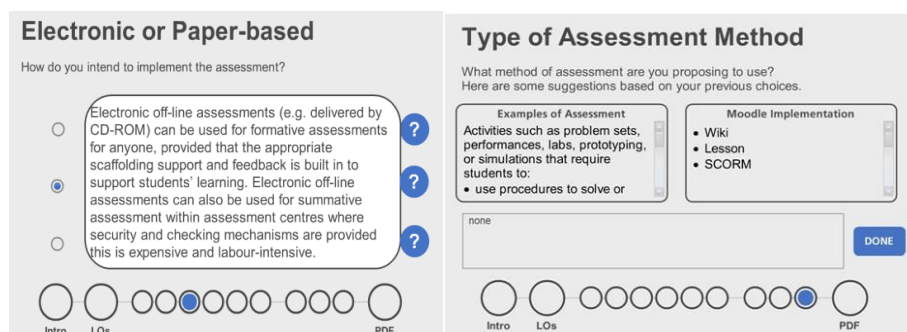 Electronic or Paper-based
How do you intend to implement the assessment?
Electronic off-line assessments (e.g. delivered by
CD-ROM) can be used for formative assessments
for anyone, provided that the appropriate
scaffolding support and feedback is built in to
support students' learning. Electronic off-line
assessments can also be used for summative
assessment within assessment centres where
security and checking mechanisms are provided
this is expensive and labour-intensive.
?
?
?
Intro
LOs
PDF
Type of Assessment Method
What method of assessment are you proposing to use?
Here are some suggestions based on your previous choices.
Examples of Assessment
Activities such as problem sets,
performances, labs, prototyping,
or simulations that require
students to:
• use procedures to solve or
Moodle Implementation
• Wiki
• Lesson
• SCORM
none
DONE
Intro
LOs
PDF